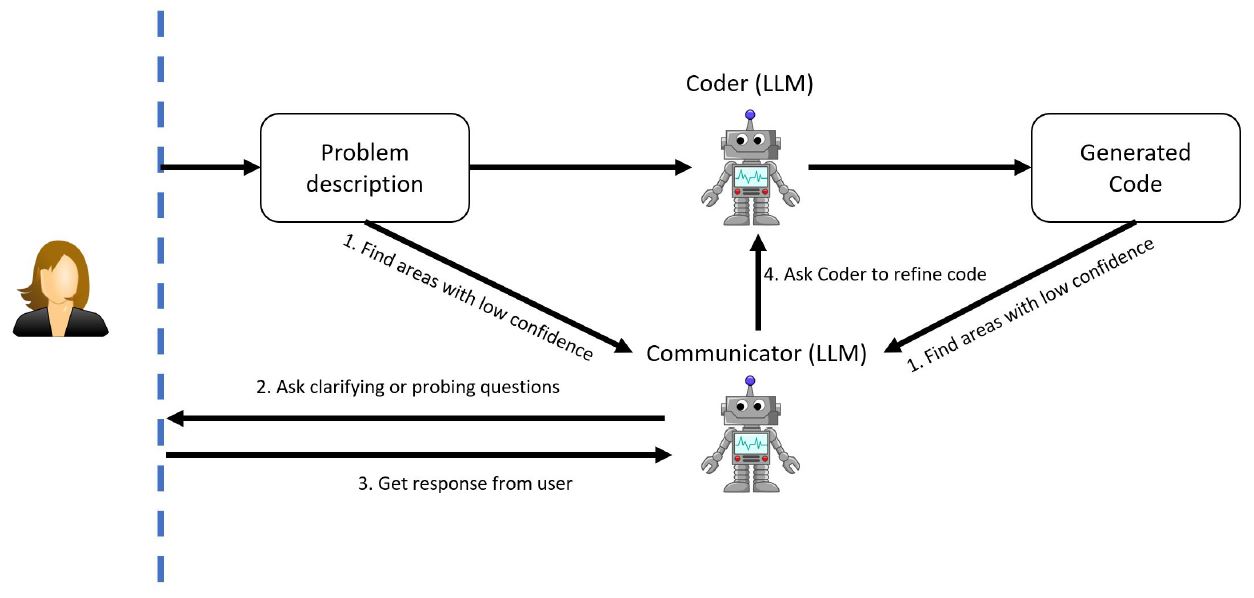 Coder (LLM)
Problem
description
Generated
Code
1. Find areas with low confidence
4. Ask Coder to refine code
1. Find areas with low confidence
Communicator (LLM)
2. Ask clarifying or probing questions
3. Get response from user